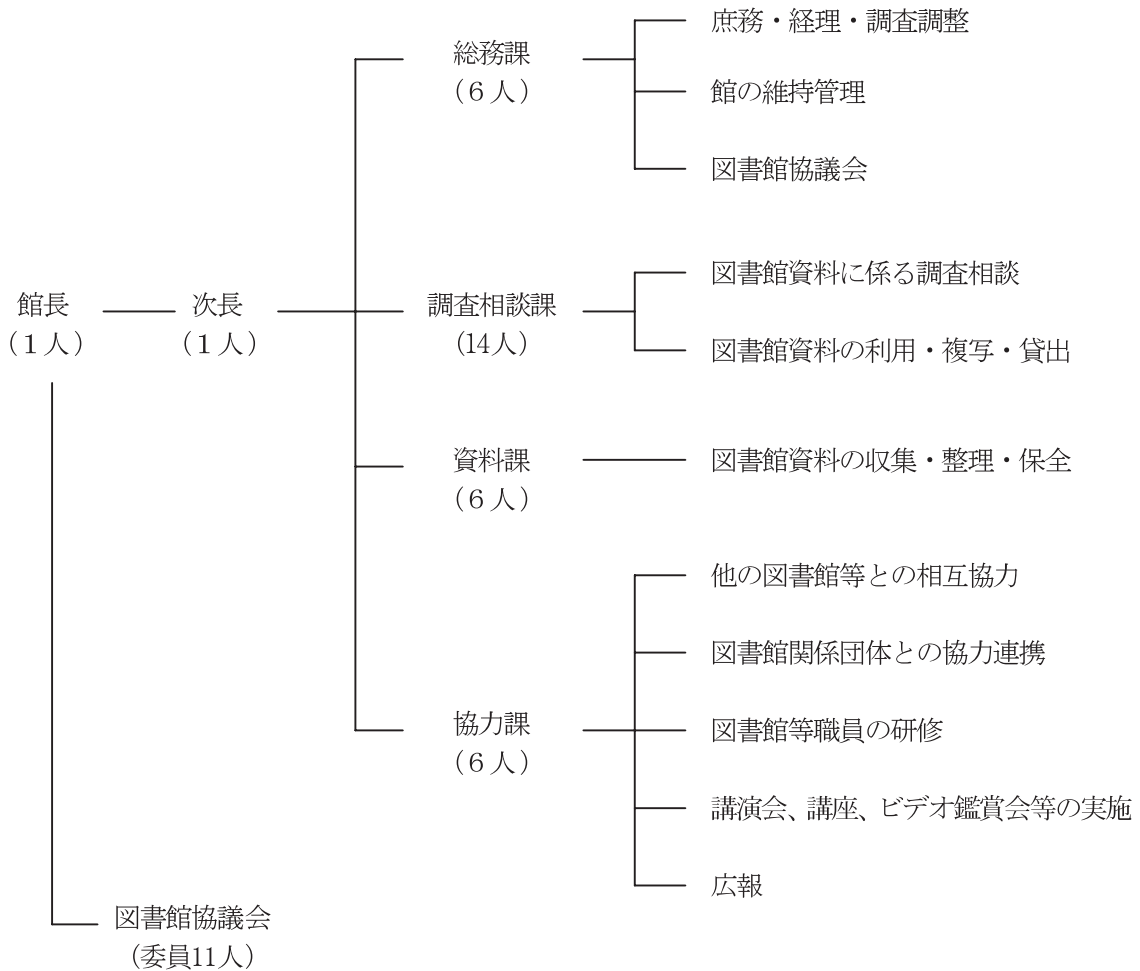 館長
（１人）
次長
（１人）
総務課
（６人）
庶務・経理・調査調整
館の維持管理
図書館協議会
調査相談課
(14人)
図書館資料に係る調査相談
図書館資料の利用・複写・貸出
資料課
（６人）
図書館資料の収集・整理・保全
協力課
（６人）
他の図書館等との相互協力
図書館関係団体との協力連携
図書館等職員の研修
講演会、講座、ビデオ鑑賞会等の実施
広報
図書館協議会
（委員11人）